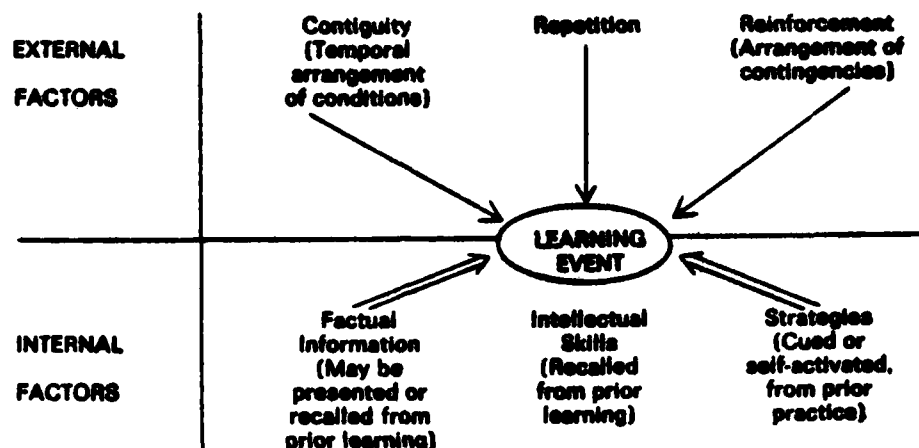 EXTERNAL
FACTORS
Contiguity
(Temporal
arrangement
of conditions)
Repetition
Reinforcement
(Arrangement of
contingencies)
LEARNING
EVENT
INTERNAL
FACTORS
Factual
Information
(May be
presented or
recalled from
prior learning)
Intellectual
Skills
(Recalled
from prior
learning)
Strategies
(Cued or
self-activated,
from prior
practice)